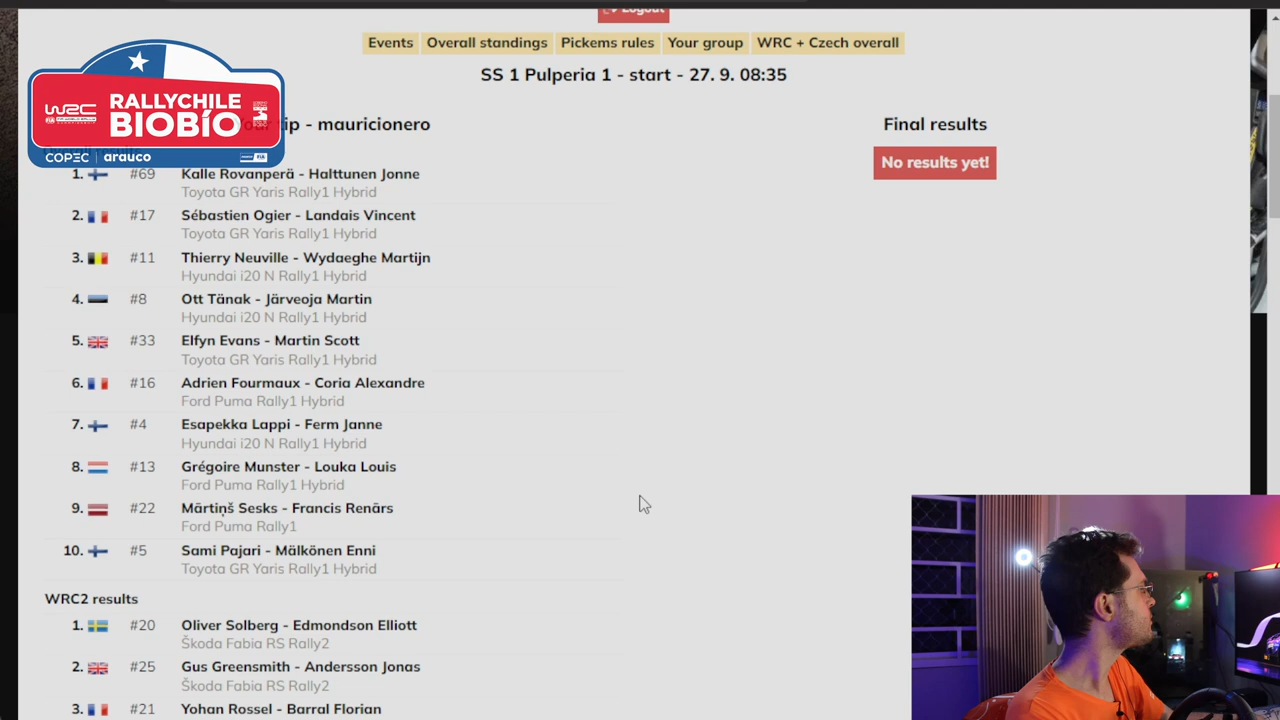 Logout
Events Overall standings Pickems rules Your group WRC + Czech overall
SS 1 Pulperia 1 - start - 27. 9. 08:35
WRC
RALLYCHILE
BIOBÍO
COPEC arauco
tip - mauricionero
Final results
No results yet!
1. #69 Kalle Rovanperä - Halttunen Jonne
Toyota GR Yaris Rally1 Hybrid
2. #17 Sébastien Ogier - Landais Vincent
Toyota GR Yaris Rally1 Hybrid
3. #11 Thierry Neuville - Wydaeghe Martijn
Hyundai i20 N Rally1 Hybrid
4. #8 Ott Tänak - Järveoja Martin
Hyundai i20 N Rally1 Hybrid
5. #33 Elfyn Evans - Martin Scott
Toyota GR Yaris Rally1 Hybrid
6. #16 Adrien Fourmaux - Coria Alexandre
Ford Puma Rally1 Hybrid
7. #4 Esapekka Lappi - Ferm Janne
Hyundai i20 N Rally1 Hybrid
8. #13 Grégoire Munster - Louka Louis
Ford Puma Rally1 Hybrid
9. #22 Mārtiņš Sesks - Francis Renārs
Ford Puma Rally1
10. #5 Sami Pajari - Mälkönen Enni
Toyota GR Yaris Rally1 Hybrid
WRC2 results
1. #20 Oliver Solberg - Edmondson Elliott
Škoda Fabia RS Rally2
2. #25 Gus Greensmith - Andersson Jonas
Škoda Fabia RS Rally2
3. #21 Yohan Rossel - Barral Florian